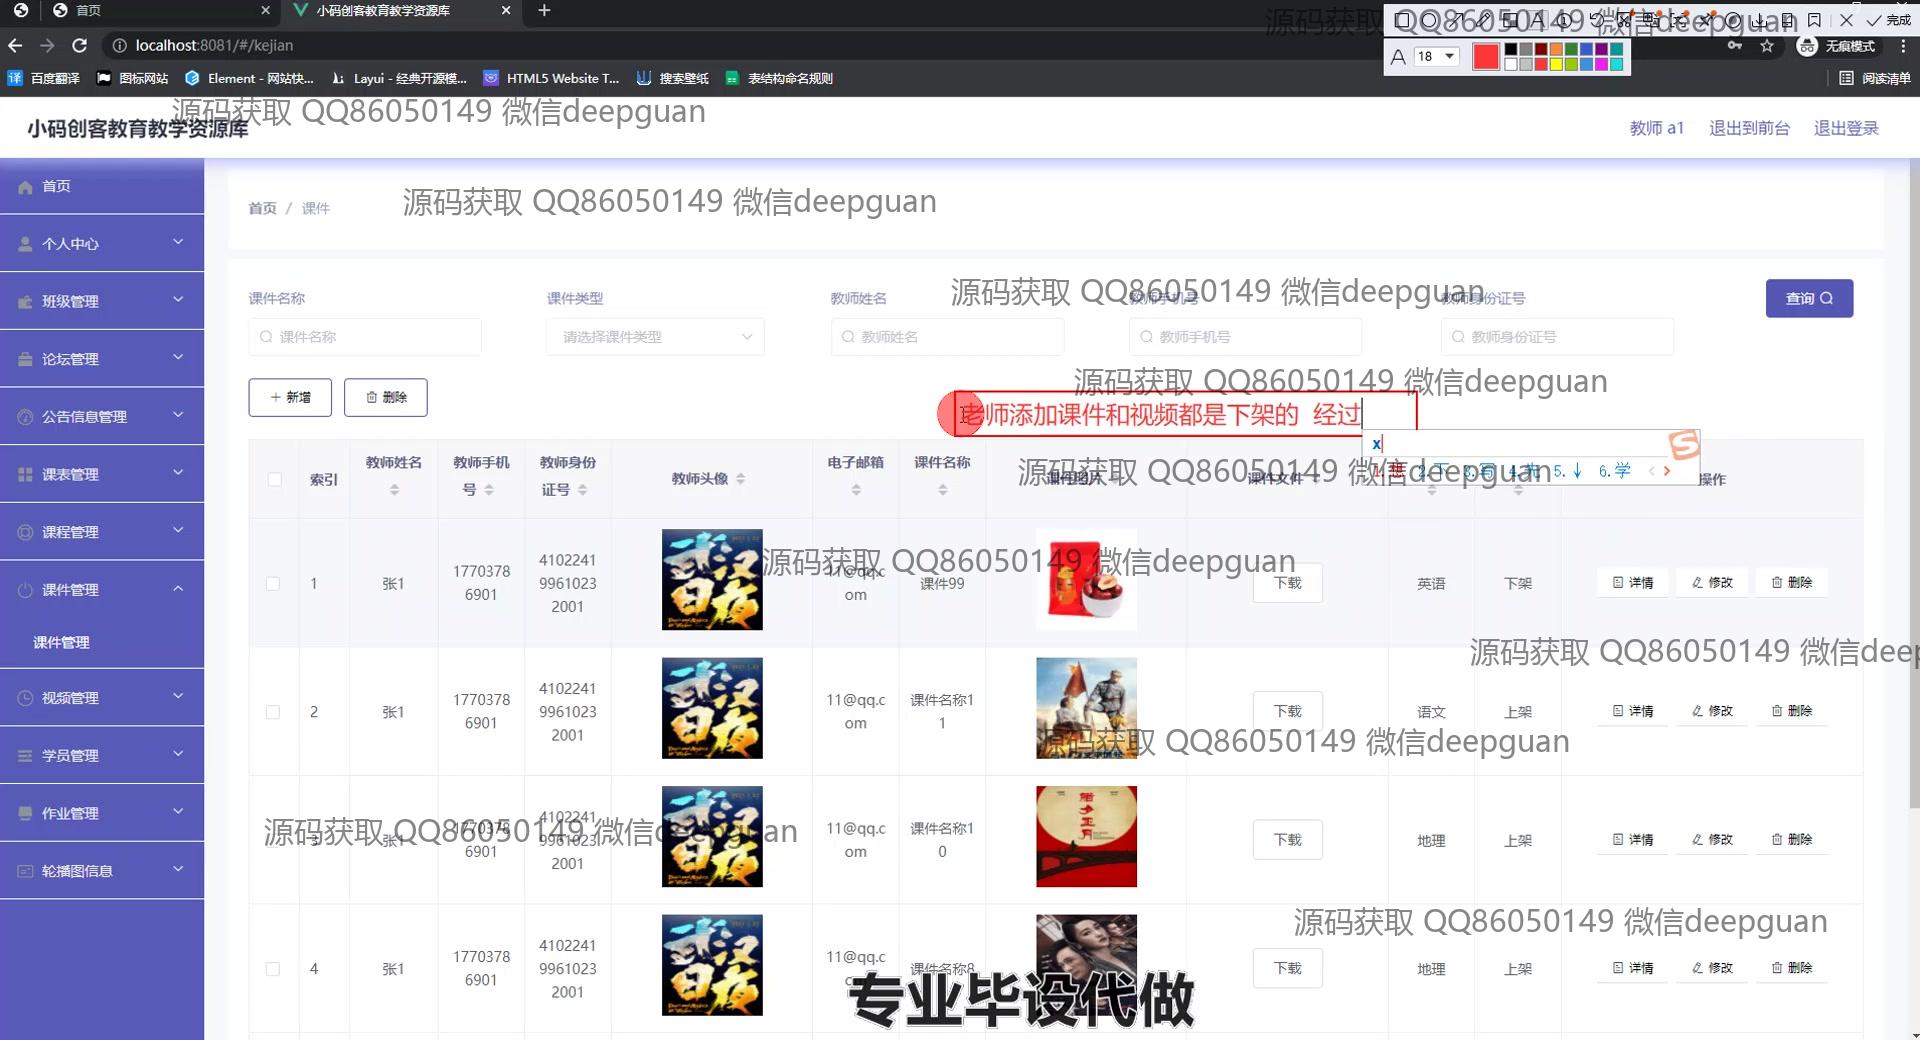 首页
小码创客教育教学资源库
localhost:8081/#/kejian
无痕模式
完成
A 18
百度翻译
图标网站
Element - 网站快...
Layui - 经典开源模...
HTML5 Website T...
搜索壁纸
表结构命名规则
阅读清单
源码获取 QQ86050149 微信deepguan
源码获取 QQ86050149 微信deepguan
小码创客教育教学资源库
教师 a1
退出到前台
退出登录
首页
个人中心
班级管理
论坛管理
公告信息管理
课表管理
课程管理
课件管理
课件管理
视频管理
学员管理
作业管理
轮播图信息
首页 / 课件
源码获取 QQ86050149 微信deepguan
源码获取 QQ86050149 微信deepguan
课件名称
课件类型
教师姓名
教师手机号
教师身份证号
课件名称
请选择课件类型
教师姓名
教师手机号
教师身份证号
查询
源码获取 QQ86050149 微信deepguan
新增
删除
老师添加课件和视频都是下架的 经过
x
源码获取 QQ86050149 微信deepguan
1.想 2.下 3.写 4.先 5.↓ 6.学
索引
教师姓名
教师手机号
教师身份证号
教师头像
电子邮箱
课件名称
课件照片
课件文件
操作
源码获取 QQ86050149 微信deepguan
1 张1 17703786901 410224199610232001 11@qq.com 课件99 下载 英语 下架 详情 修改 删除
源码获取 QQ86050149 微信deep
2 张1 17703786901 410224199610232001 11@qq.com 课件名称11 下载 语文 上架 详情 修改 删除
源码获取 QQ86050149 微信deepguan
3 张1 17703786901 410224199610232001 11@qq.com 课件名称10 下载 地理 上架 详情 修改 删除
源码获取 QQ86050149 微信deepguan
源码获取 QQ86050149 微信deepguan
4 张1 17703786901 410224199610232001 11@qq.com 课件名称8 下载 地理 上架 详情 修改 删除
专业毕设代做